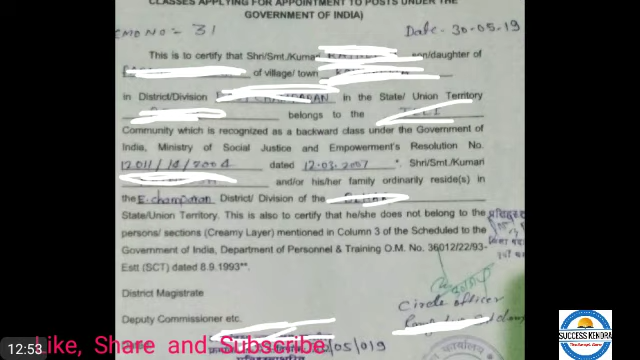 CLASSES APPLYING FOR APPOINTMENT TO POSTS UNDER THE
GOVERNMENT OF INDIA)
MO NO:- 31
Date- 30-05-19
This is to certify that Shri/Smt./Kumari son/daughter of
of village/town
in District/Division in the State/ Union Territory
belongs to the
Community which is recognized as a backward class under the Government of
India, Ministry of Social Justice and Empowerment's Resolution No.
12011/14/2004 dated 12-03-2007 *. Shri/Smt./Kumari
and/or his/her family ordinarily reside(s) in
the E. champaran District/ Division of the
State/Union Territory. This is also to certify that he/she does not belong to the
persons/ sections (Creamy Layer) mentioned in Column 3 of the Scheduled to the
Government of India, Department of Personnel & Training O.M. No. 36012/22/93-
Estt (SCT) dated 8.9.1993**.
District Magistrate
Circle officer
Deputy Commissioner etc.
/05/019
कार्यालय
12:53
Like, Share and Subscribe
SUCCESS KENDRA